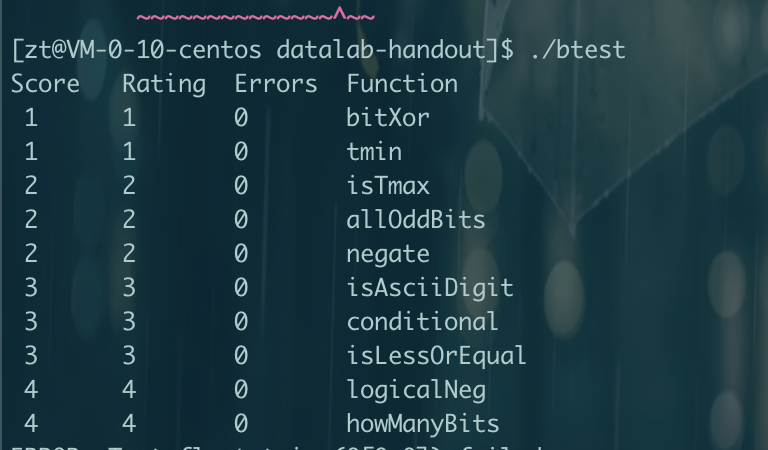 ~~~~~~~~~~~~~~^~~
[zt@VM-0-10-centos datalab-handout]$ ./btest
Score Rating Errors Function
1 1 0 bitXor
1 1 0 tmin
2 2 0 isTmax
2 2 0 allOddBits
2 2 0 negate
3 3 0 isAsciiDigit
3 3 0 conditional
3 3 0 isLessOrEqual
4 4 0 logicalNeg
4 4 0 howManyBits
ERROR: Test